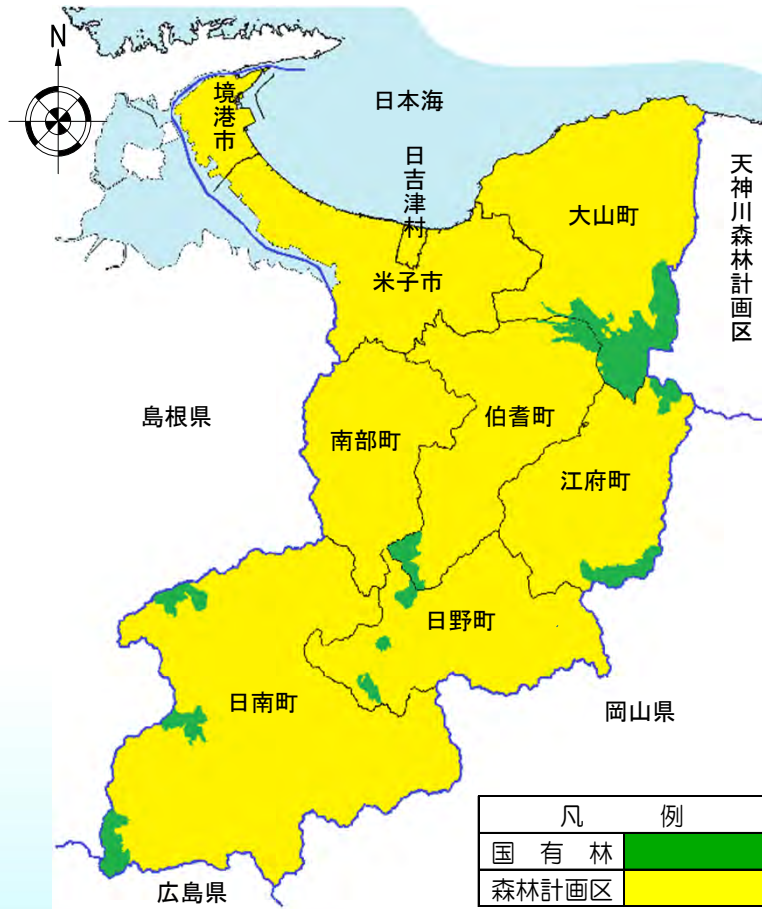 N
境港市
日本海
日吉津村
大山町
天神川森林計画区
米子市
島根県
南部町
伯耆町
江府町
日野町
日南町
岡山県
広島県
凡 例
国 有 林
森林計画区